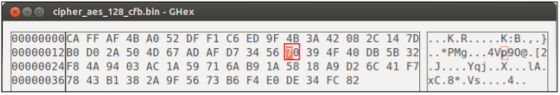 cipher_aes_128_cfb.bin - GHex
00000000 CA FF AF 4B A0 52 DF F1 C6 ED 9F 4B 3A 42 08 2C 14 7D ...K.R.....K:B.,.}
00000012 B0 D0 2A 50 4D 67 AD AF D7 34 56 70 39 4F 40 DB 5B 32 ..*PMg...4Vp9O@.[2
00000024 F8 4A 94 03 AC 1A 59 71 6A B9 1A 58 18 A9 D2 6C 41 F7 .J....Yqj..X...lA.
00000036 78 43 B1 38 2A 9F 56 73 B6 F4 E0 DE 34 FC 82 xC.8*.Vs....4..